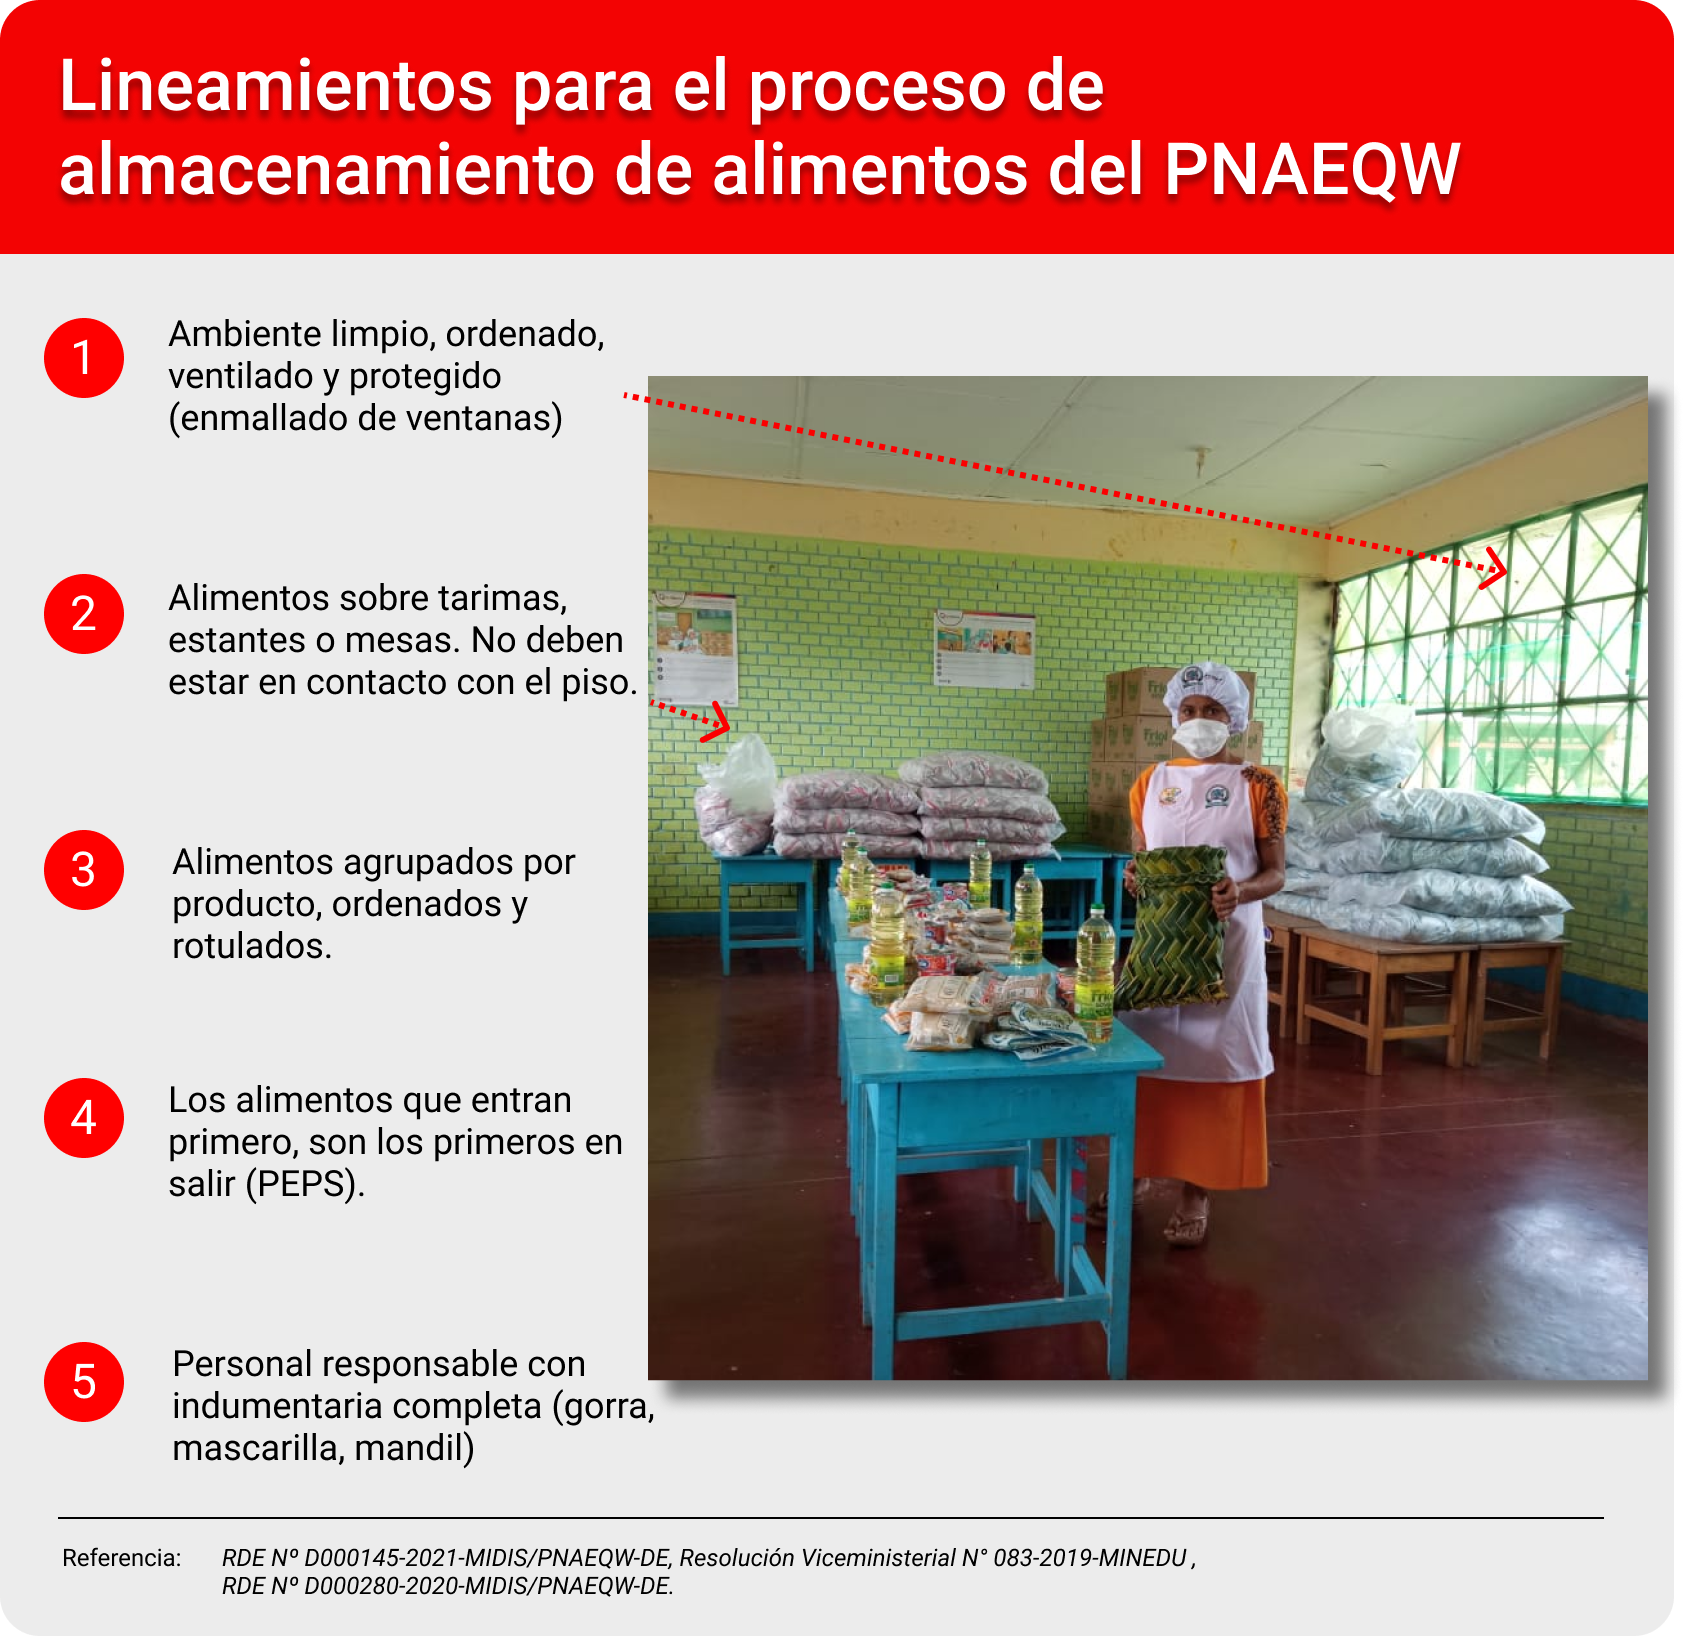 Lineamientos para el proceso de
almacenamiento de alimentos del PNAEQW
1
Ambiente limpio, ordenado,
ventilado y protegido
(enmallado de ventanas)
2
Alimentos sobre tarimas,
estantes o mesas. No deben
estar en contacto con el piso.
3
Alimentos agrupados por
producto, ordenados y
rotulados.
4
Los alimentos que entran
primero, son los primeros en
salir (PEPS).
5
Personal responsable con
indumentaria completa (gorra,
mascarilla, mandil)
Friol
Referencia:
RDE Nº D000145-2021-MIDIS/PNAEQW-DE, Resolución Viceministerial N° 083-2019-MINEDU ,
RDE Nº D000280-2020-MIDIS/PNAEQW-DE.